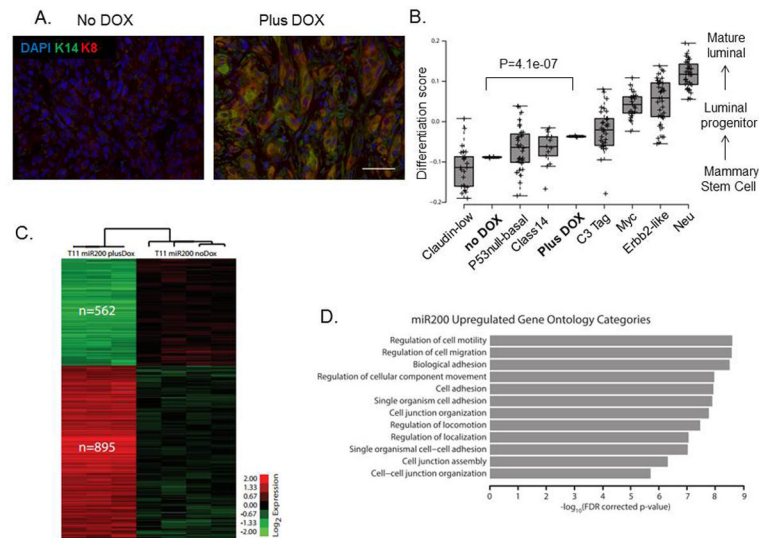 A.
No DOX
Plus DOX
DAPI K14 K8
B.
Differentiation score
0.2
0.1
0.0
-0.1
-0.2
P=4.1e-07
Claudin-low
no DOX
P53null-basal
Class14
Plus DOX
C3 Tag
Myc
Erbb2-like
Neu
Mature
luminal
Luminal
progenitor
Mammary
Stem Cell
C.
T11 miR200 plusDox
T11 miR200 noDox
n=562
n=895
2.00
1.33
0.67
0.00
-0.67
-1.33
-2.00
Log2 Expression
D.
miR200 Upregulated Gene Ontology Categories
Regulation of cell motility
Regulation of cell migration
Biological adhesion
Regulation of cellular component movement
Cell adhesion
Single organism cell adhesion
Cell junction organization
Regulation of locomotion
Regulation of localization
Single organismal cell-cell adhesion
Cell junction assembly
Cell-cell junction organization
0 1 2 3 4 5 6 7 8 9
-log10(FDR corrected p-value)